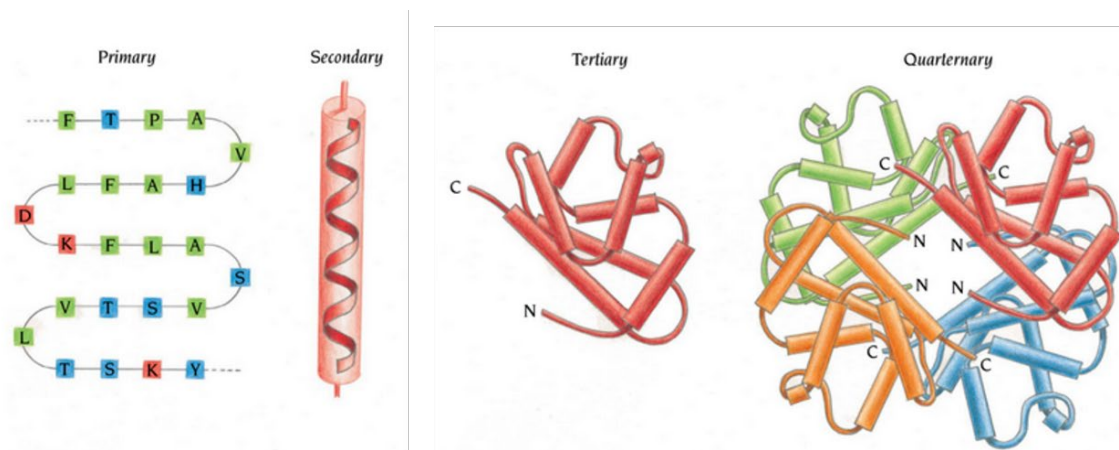 Primary
F T P A
V
L F A H
D
K F L A
S
V T S V
L
T S K Y
Secondary
Tertiary
C
N
Quarternary
C
C
N
N
N
N
C
C